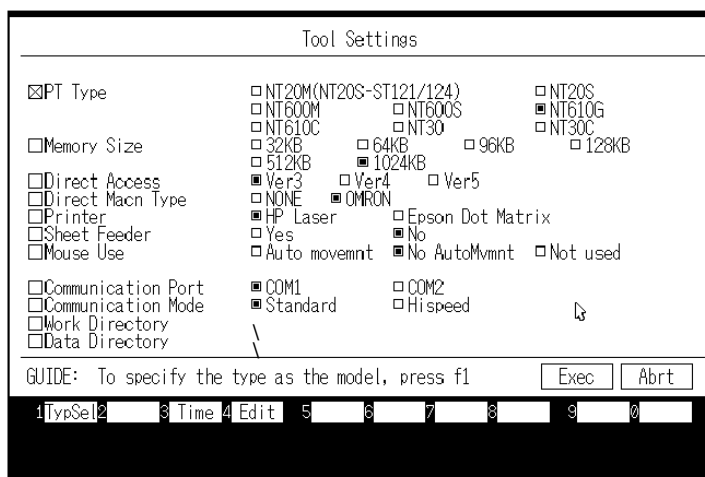 Tool Settings
PT Type NT20M(NT20S-ST121/124) NT20S
NT600M NT600S NT610G
NT610C NT30 NT30C
Memory Size 32KB 64KB 96KB 128KB
512KB 1024KB
Direct Access Ver3 Ver4 Ver5
Direct Macn Type NONE OMRON
Printer HP Laser Epson Dot Matrix
Sheet Feeder Yes No
Mouse Use Auto movemnt No AutoMvmnt Not used
Communication Port COM1 COM2
Communication Mode Standard Hispeed
Work Directory \
Data Directory \
GUIDE: To specify the type as the model, press f1 Exec Abrt
1TypSel2 3 Time 4 Edit 5 6 7 8 9 0